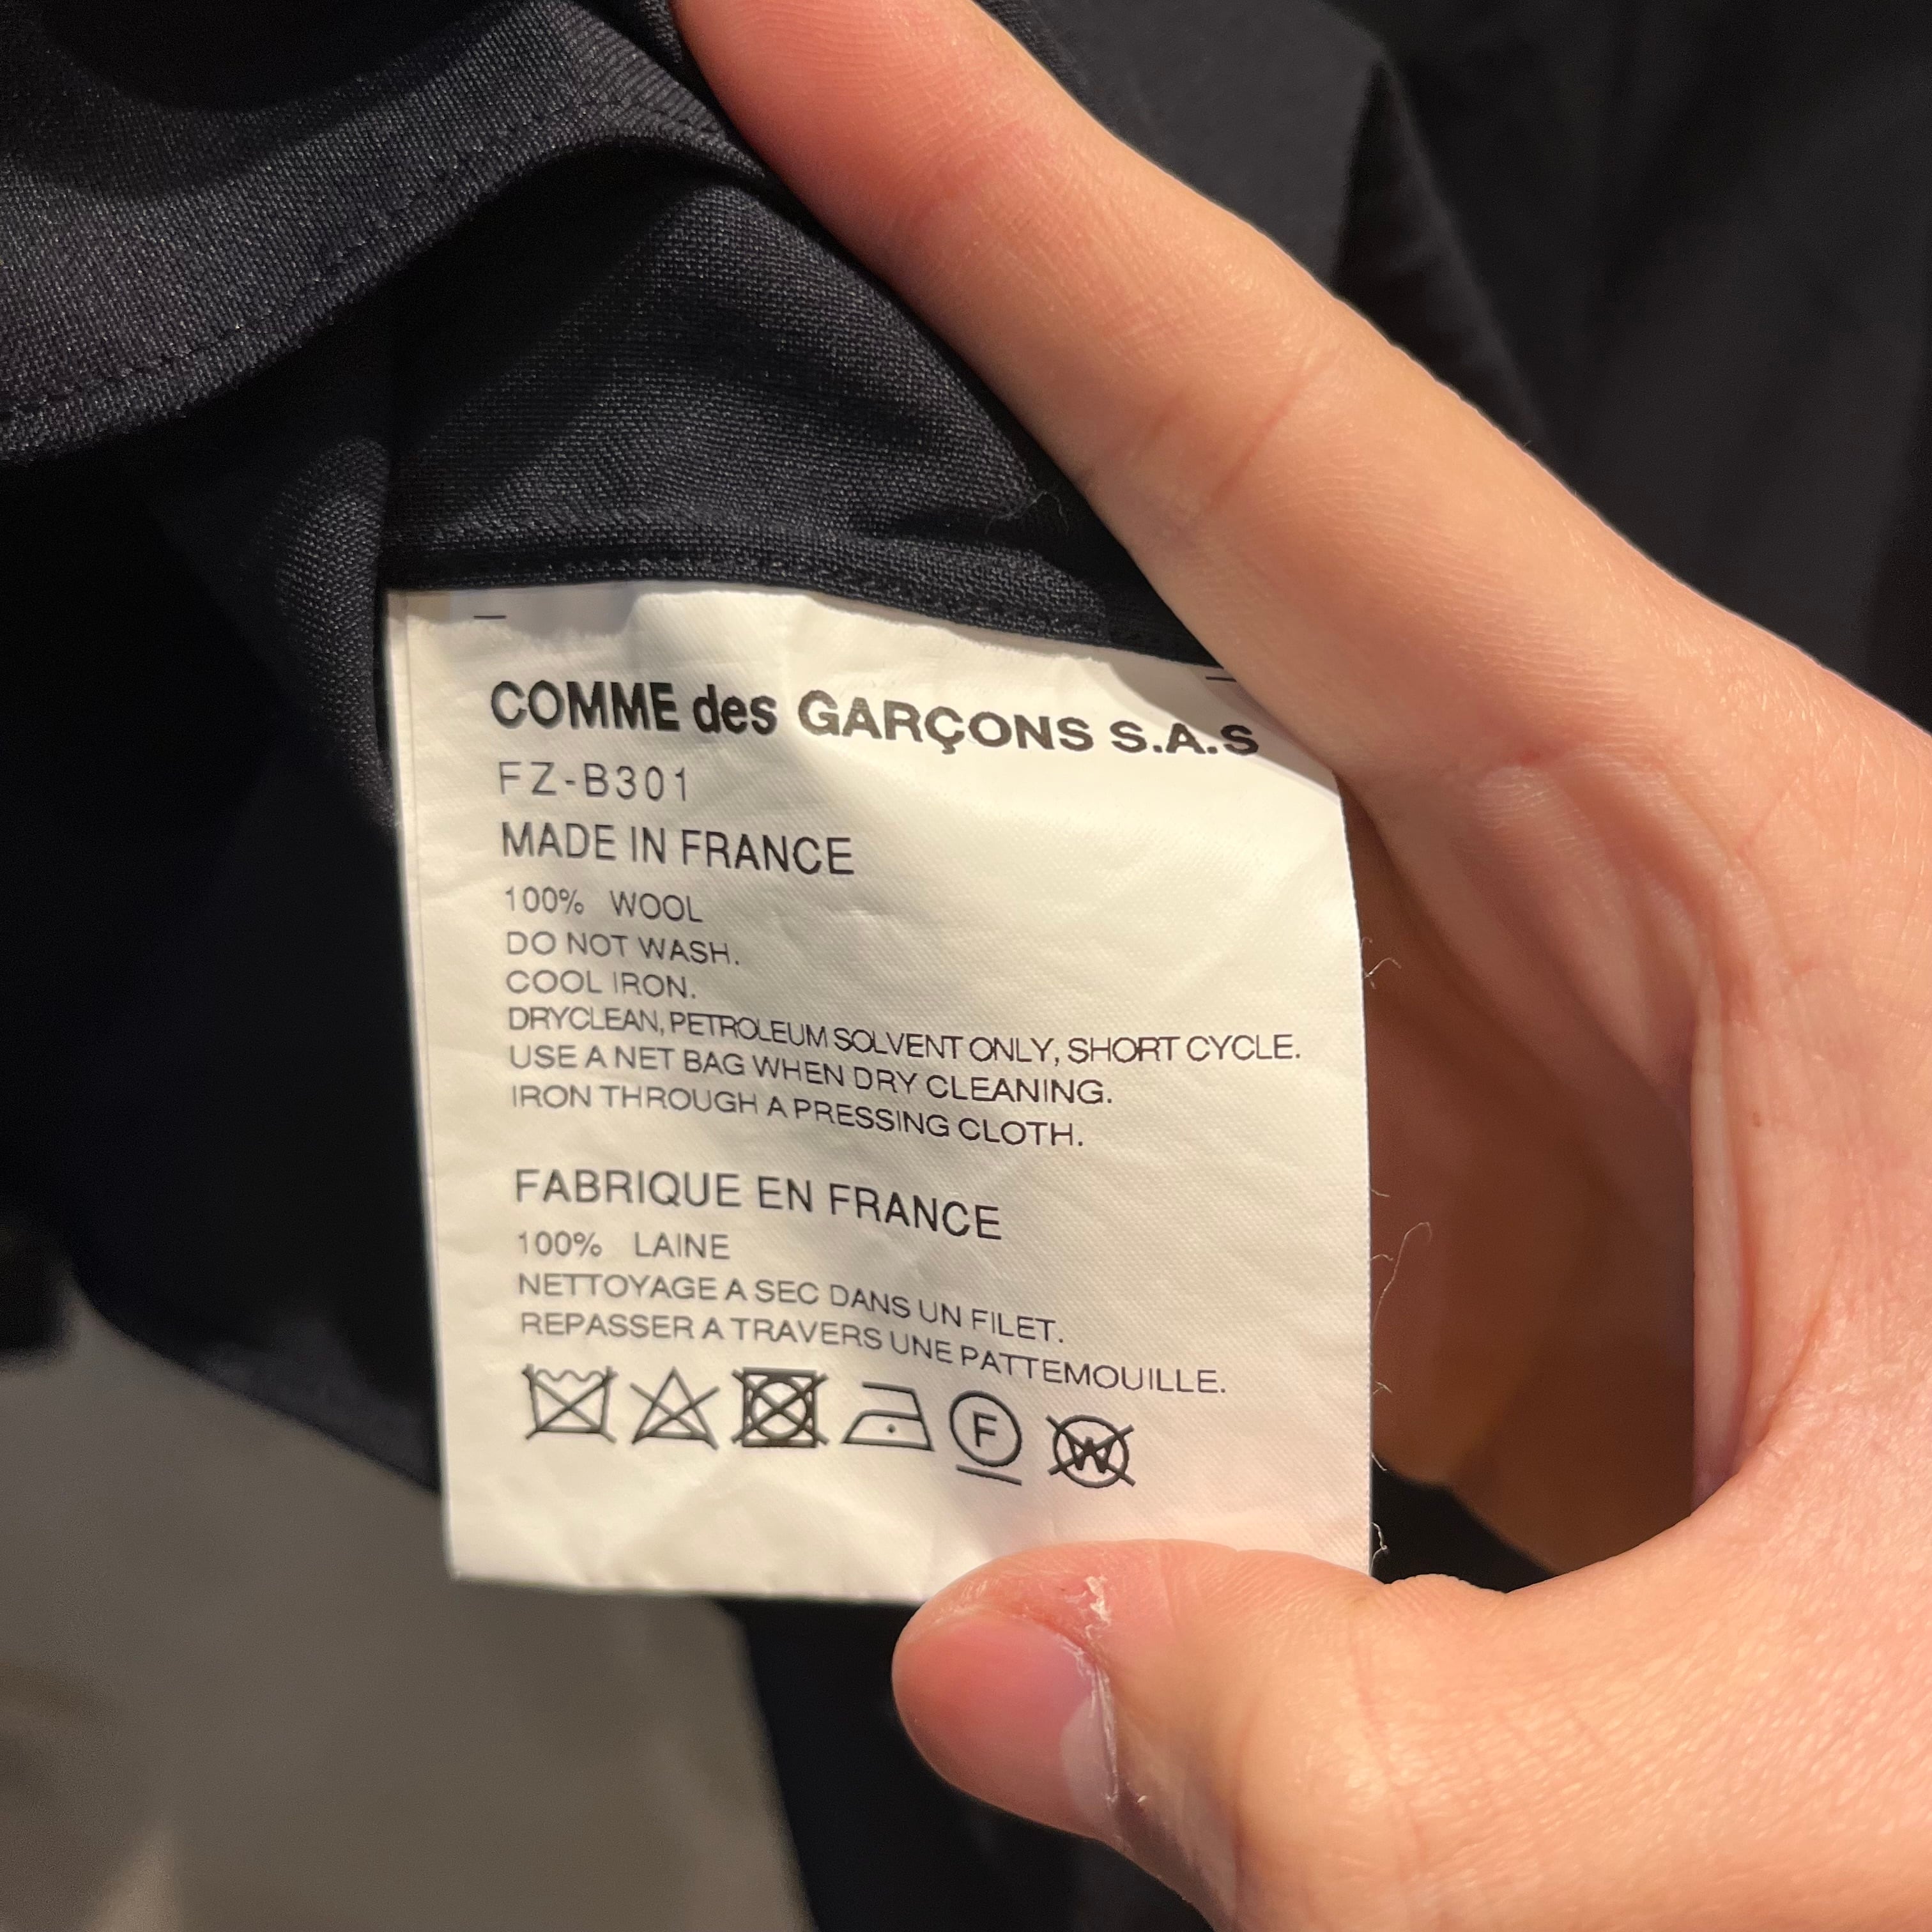 COMME des GARÇONS S.A.S
FZ-B301
MADE IN FRANCE
100% WOOL
DO NOT WASH.
COOL IRON.
DRYCLEAN, PETROLEUM SOLVENT ONLY, SHORT CYCLE.
USE A NET BAG WHEN DRY CLEANING.
IRON THROUGH A PRESSING CLOTH.
FABRIQUE EN FRANCE
100% LAINE
NETTOYAGE A SEC DANS UN FILET.
REPASSER A TRAVERS UNE PATTEMOUILLE.
F W